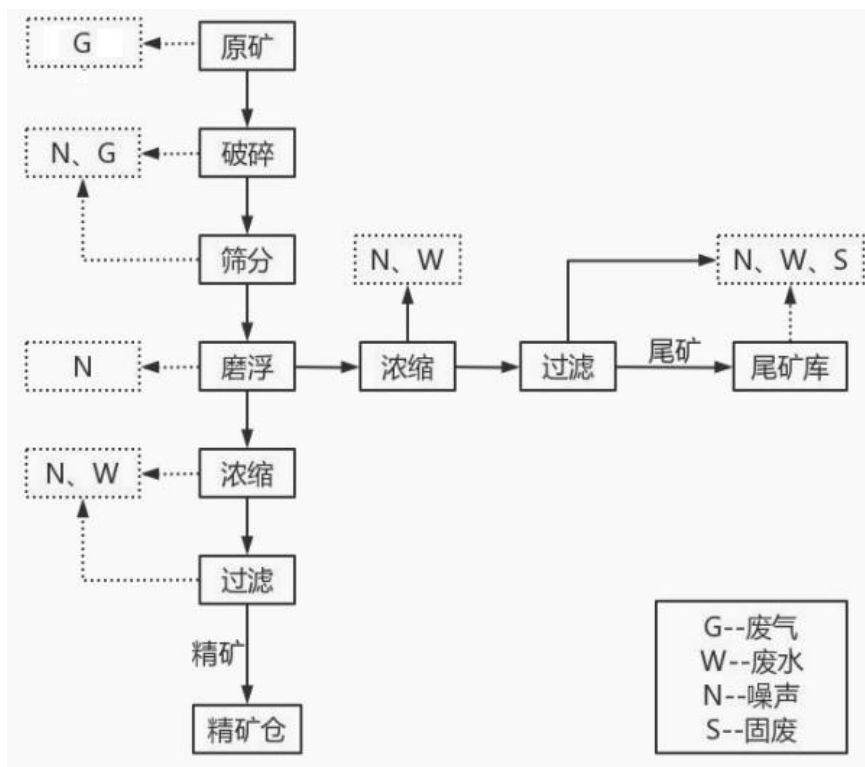 G
原矿
N、G
破碎
筛分
N、W
N、W、S
N
磨浮
浓缩
过滤
尾矿
尾矿库
N、W
浓缩
过滤
精矿
精矿仓
G--废气
W--废水
N--噪声
S--固废